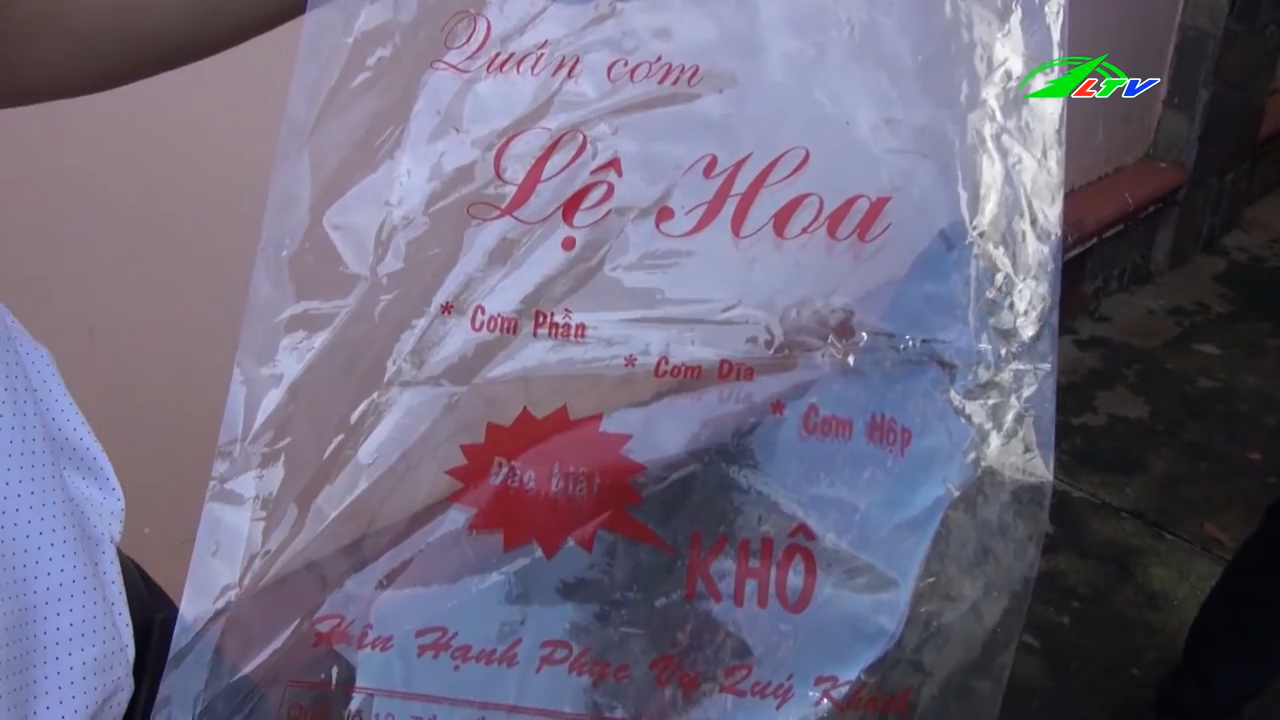 LTV
Quán cơm
Lệ Hoa
* Cơm Phần
* Cơm Dĩa
* Cơm Hộp
Đặc biệt
KHÔ
Hân Hạnh Phục Vụ Quý Khách